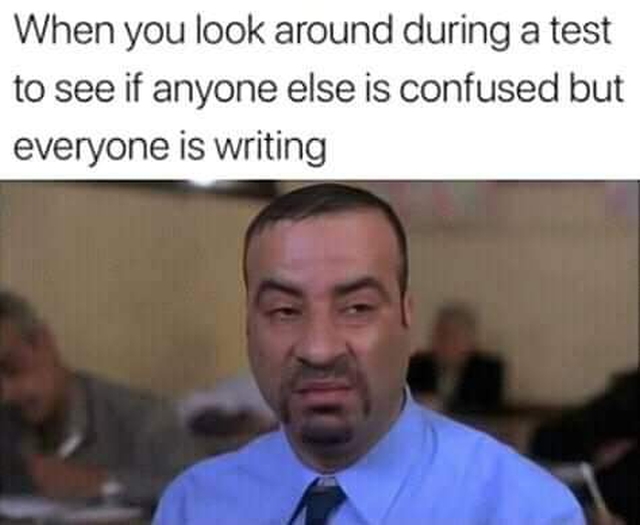 When you look around during a test
to see if anyone else is confused but
everyone is writing